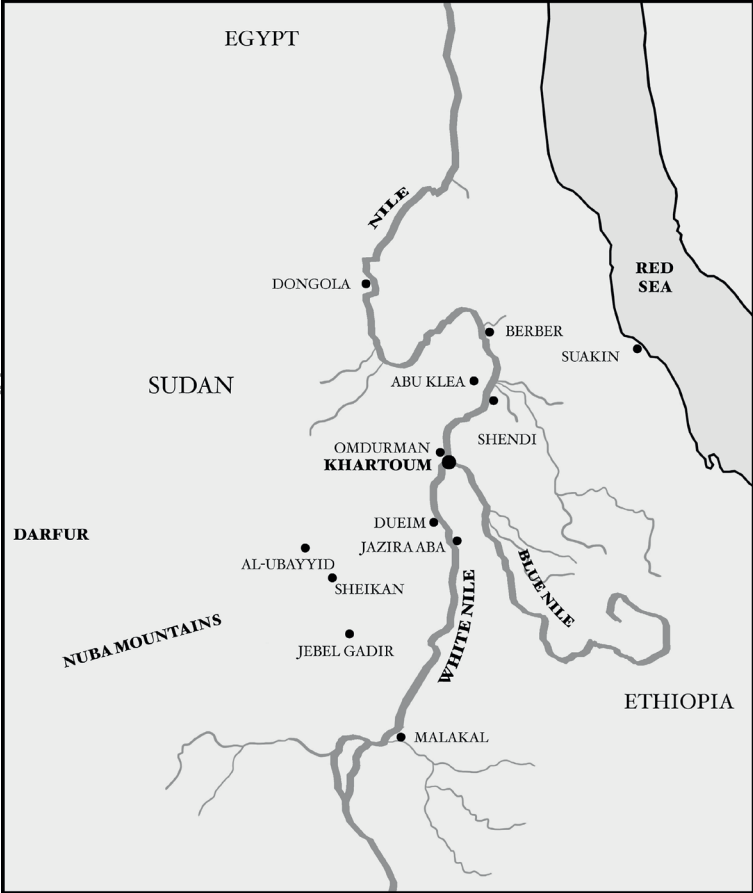 EGYPT
NILE
RED
SEA
DONGOLA
BERBER
SUAKIN
ABU KLEA
SUDAN
SHENDI
OMDURMAN
KHARTOUM
DUEIM
DARFUR
JAZIRA ABA
AL-UBAYYID
SHEIKAN
BLUE NILE
WHITE NILE
NUBA MOUNTAINS
JEBEL GADIR
ETHIOPIA
MALAKAL